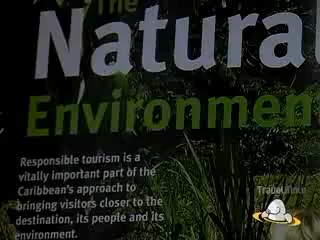 The
Natural
Environmen
Responsible tourism is a
vitally important part of the
Caribbean's approach to
bringing visitors closer to the
destination, its people and its
environment.